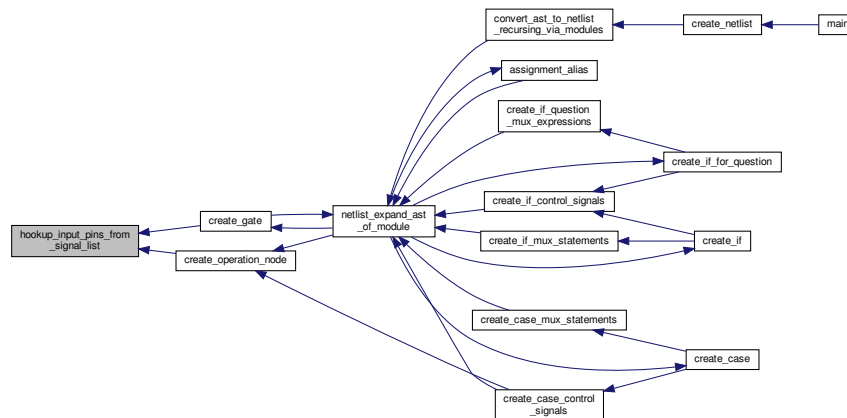 convert_ast_to_netlist
_recursing_via_modules
create_netlist
main
assignment_alias
create_if_question
_mux_expressions
create_if_for_question
create_if_control_signals
create_gate
netlist_expand_ast
_of_module
hookup_input_pins_from
_signal_list
create_operation_node
create_if_mux_statements
create_if
create_case_mux_statements
create_case
create_case_control
_signals